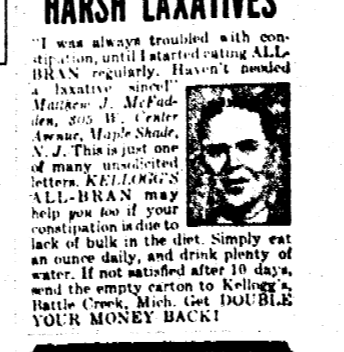 HARSH LAXATIVES
"I was always troubled with con-
stipation, until I started eating ALL-
BRAN regularly. Haven't needed
a laxative since!"
Matthew J. McFad-
den, 805 W. Center
Avenue, Maple Shade,
N. J. This is just one
of many unsolicited
letters. KELLOGG'S
ALL-BRAN may
help you too if your
constipation is due to
lack of bulk in the diet. Simply eat
an ounce daily, and drink plenty of
water. If not satisfied after 10 days,
send the empty carton to Kellogg's,
Battle Creek, Mich. Get DOUBLE
YOUR MONEY BACK!